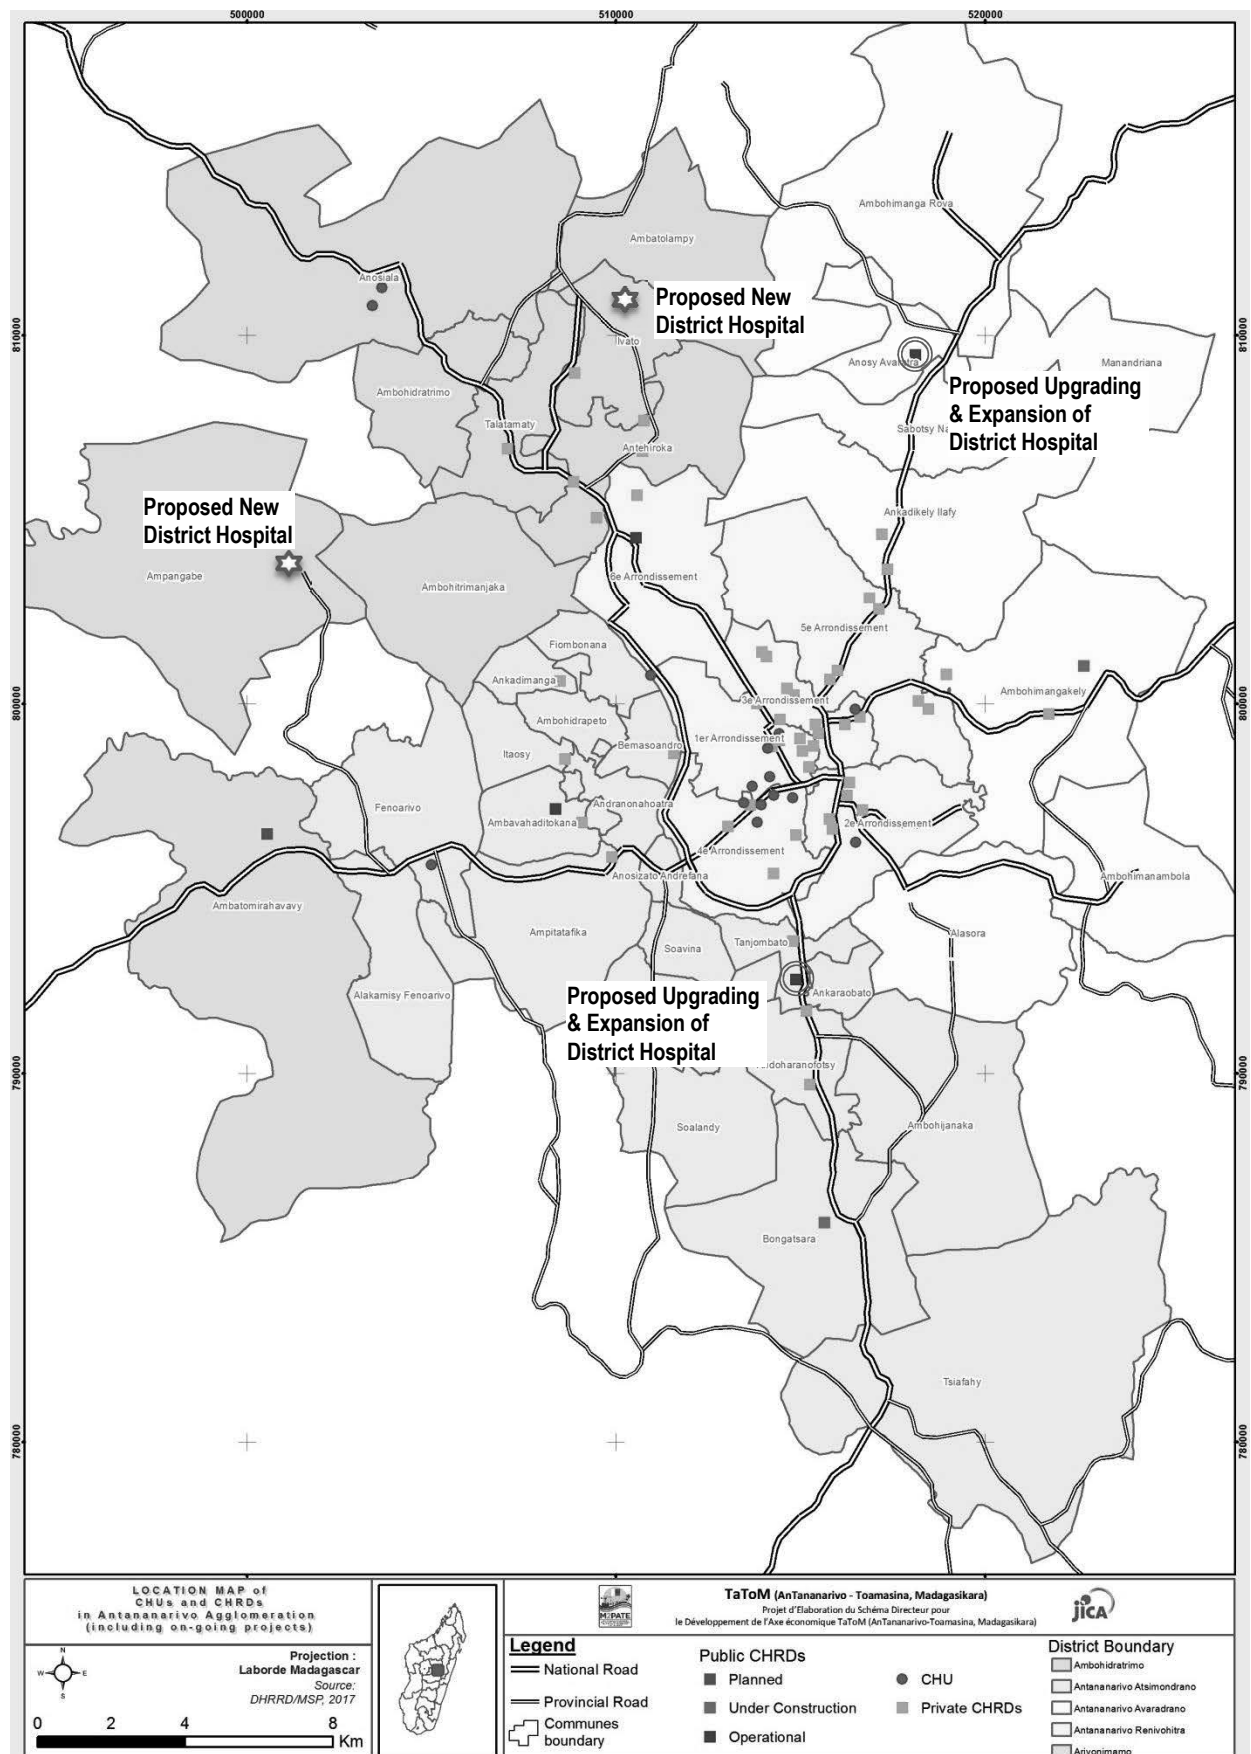 500000
510000
520000
Ambohimanga Rova
Ambatolampy
Anosiala
Proposed New
District Hospital
810000
810000
Ivato
Anosy Avaratra
Manandriana
Proposed Upgrading
& Expansion of
District Hospital
Ambohidratrimo
Talatamaty
Sabotsy Na
Antehiroka
Proposed New
District Hospital
Ankadikely Ilafy
Ampangabe
Ambohitrimanjaka
6e Arrondissement
5e Arrondissement
Fiombonana
Ankadimanga
Ambohimangakely
800000
800000
3e Arrondissement
Ambohidrapeto
Itaosy
Bemasoandro
1er Arrondissement
Fenoarivo
Andranonahoatra
Ambavahaditokana
2e Arrondissement
4e Arrondissement
Anosizato Andrefana
Ambohimanambola
Ambatomirahavavy
Ampitatafika
Soavina
Tanjombato
Alasora
Alakamisy Fenoarivo
Ankaraobato
Proposed Upgrading
& Expansion of
District Hospital
790000
790000
ndoharanofotsy
Soalandy
Ambohijanaka
Bongatsara
Tsiafahy
780000
780000
LOCATION MAP of
CHUs and CHRDs
in Antananarivo Agglomeration
(including on-going projects)
N
W E
S
Projection :
Laborde Madagascar
Source:
DHRRD/MSP, 2017
0 2 4 8
Km
M2PATE
TaToM (AnTananarivo - Toamasina, Madagasikara)
Projet d'Elaboration du Schéma Directeur pour
le Développement de l'Axe économique TaToM (AnTananarivo-Toamasina, Madagasikara)
jICA
Legend
National Road
Provincial Road
Communes
boundary
Public CHRDs
Planned
Under Construction
Operational
CHU
Private CHRDs
District Boundary
Ambohidratrimo
Antananarivo Atsimondrano
Antananarivo Avaradrano
Antananarivo Renivohitra
Arivonimamo